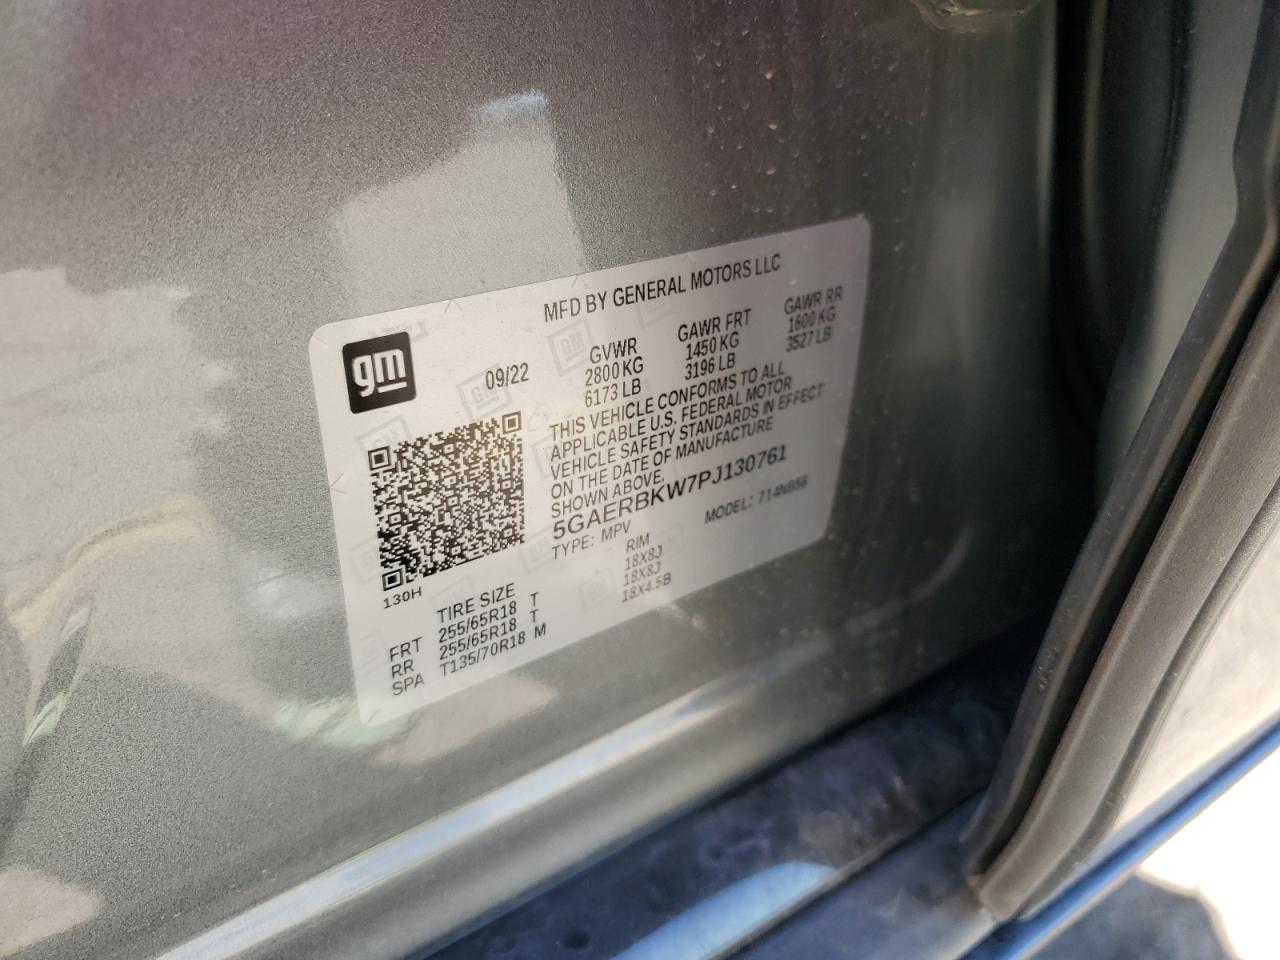 MFD BY GENERAL MOTORS LLC
gm
09/22
GVWR GAWR FRT GAWR RR
2800 KG 1450 KG 1600 KG
6173 LB 3196 LB 3527 LB
THIS VEHICLE CONFORMS TO ALL
APPLICABLE U.S. FEDERAL MOTOR
VEHICLE SAFETY STANDARDS IN EFFECT
ON THE DATE OF MANUFACTURE
SHOWN ABOVE.
5GAERBKW7PJ130761
TYPE: MPV MODEL: 714NB56
130H
TIRE SIZE RIM
FRT 255/65R18 T 18X8J
RR 255/65R18 T 18X8J
SPA T135/70R18 M 18X4.5B